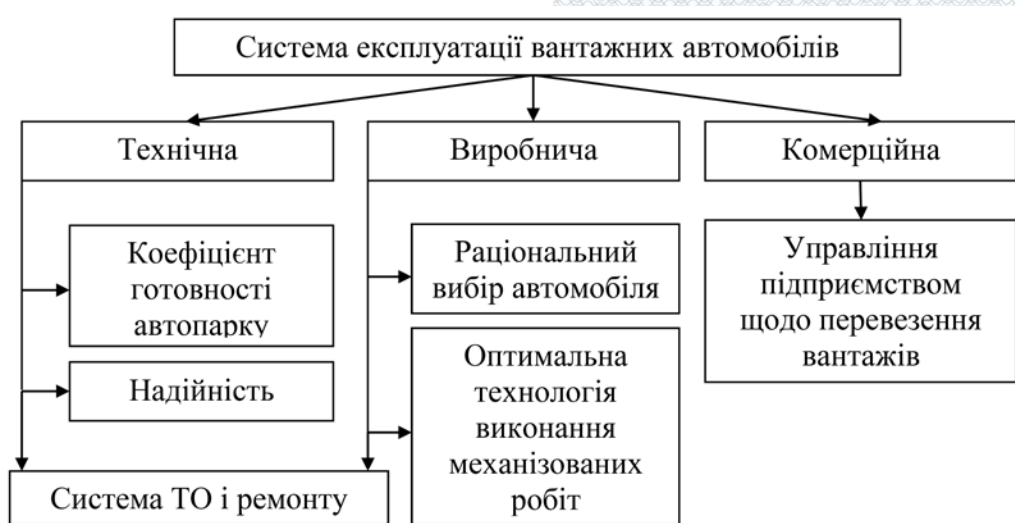 Система експлуатації вантажних автомобілів
Технічна
Виробнича
Комерційна
Коефіцієнт
готовності
автопарку
Надійність
Система ТО і ремонту
Раціональний
вибір автомобіля
Оптимальна
технологія
виконання
механізованих
робіт
Управління
підприємством
щодо перевезення
вантажів